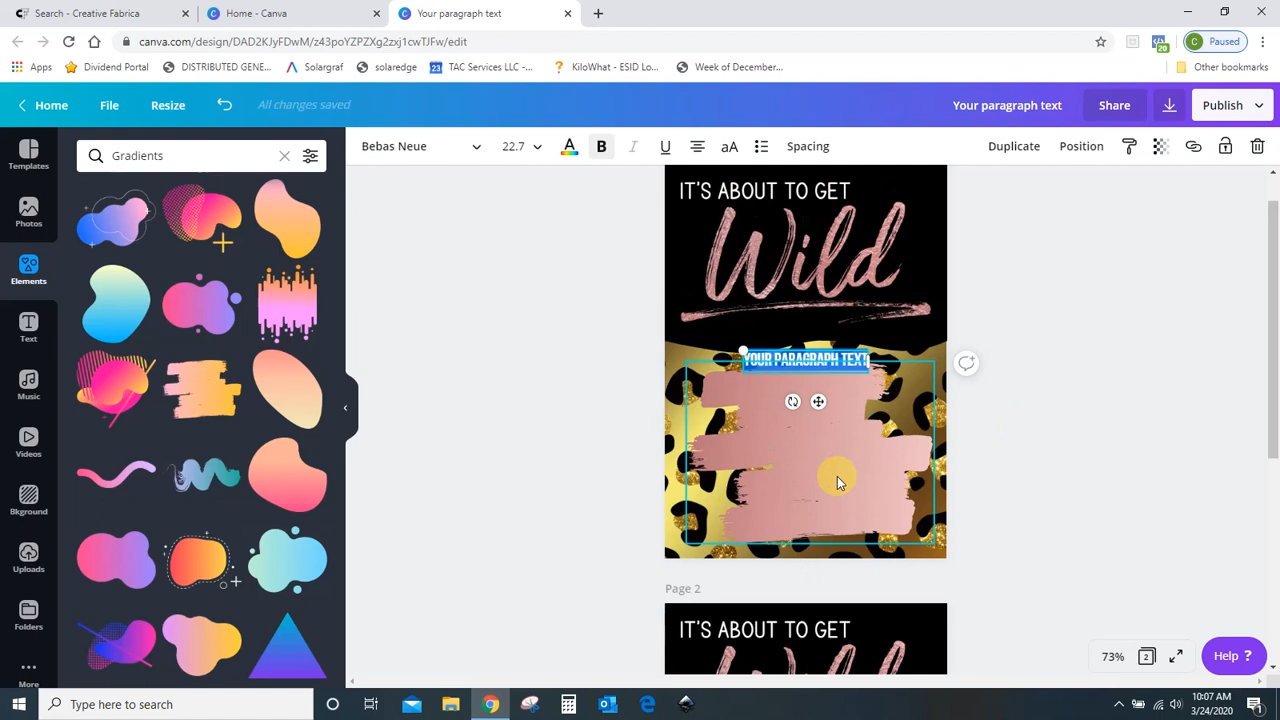 Search - Creative Fabrica
Home - Canva
Your paragraph text
canva.com/design/DAD2KJyFDwM/z43poYZPZXg2zxj1cwTJFw/edit
20
C Paused
Apps
Dividend Portal
DISTRIBUTED GENE...
Solargraf
solaredge
23 TAC Services LLC -...
KiloWhat - ESID Lo...
Week of December...
Other bookmarks
Home
File
Resize
All changes saved
Your paragraph text
Share
Publish
Templates
Photos
Elements
Text
Music
Videos
Bkground
Uploads
Folders
More
Gradients
Bebas Neue
22.7
A
B
I
U
aA
Spacing
Duplicate
Position
IT'S ABOUT TO GET
Wild
YOUR PARAGRAPH TEXT
Page 2
IT'S ABOUT TO GET
73%
2
Help ?
Type here to search
10:07 AM
3/24/2020